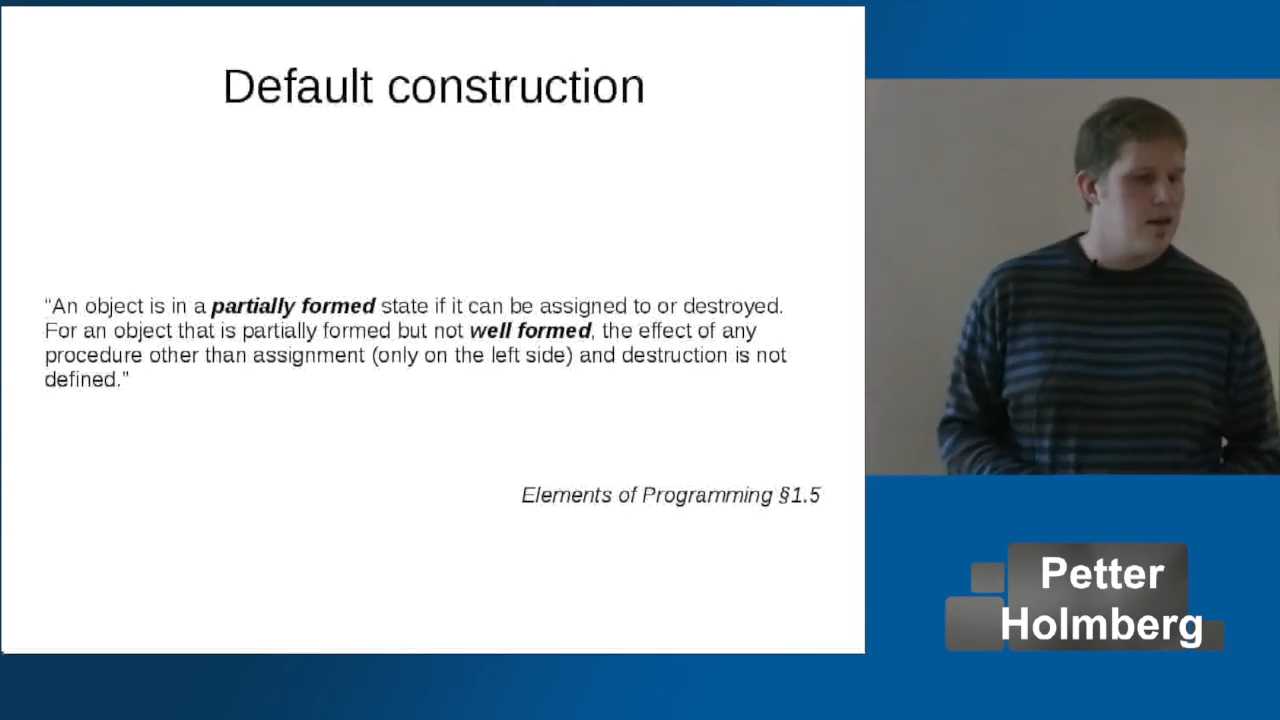 Default construction
“An object is in a partially formed state if it can be assigned to or destroyed.
For an object that is partially formed but not well formed, the effect of any
procedure other than assignment (only on the left side) and destruction is not
defined.”
Elements of Programming §1.5
Petter
Holmberg